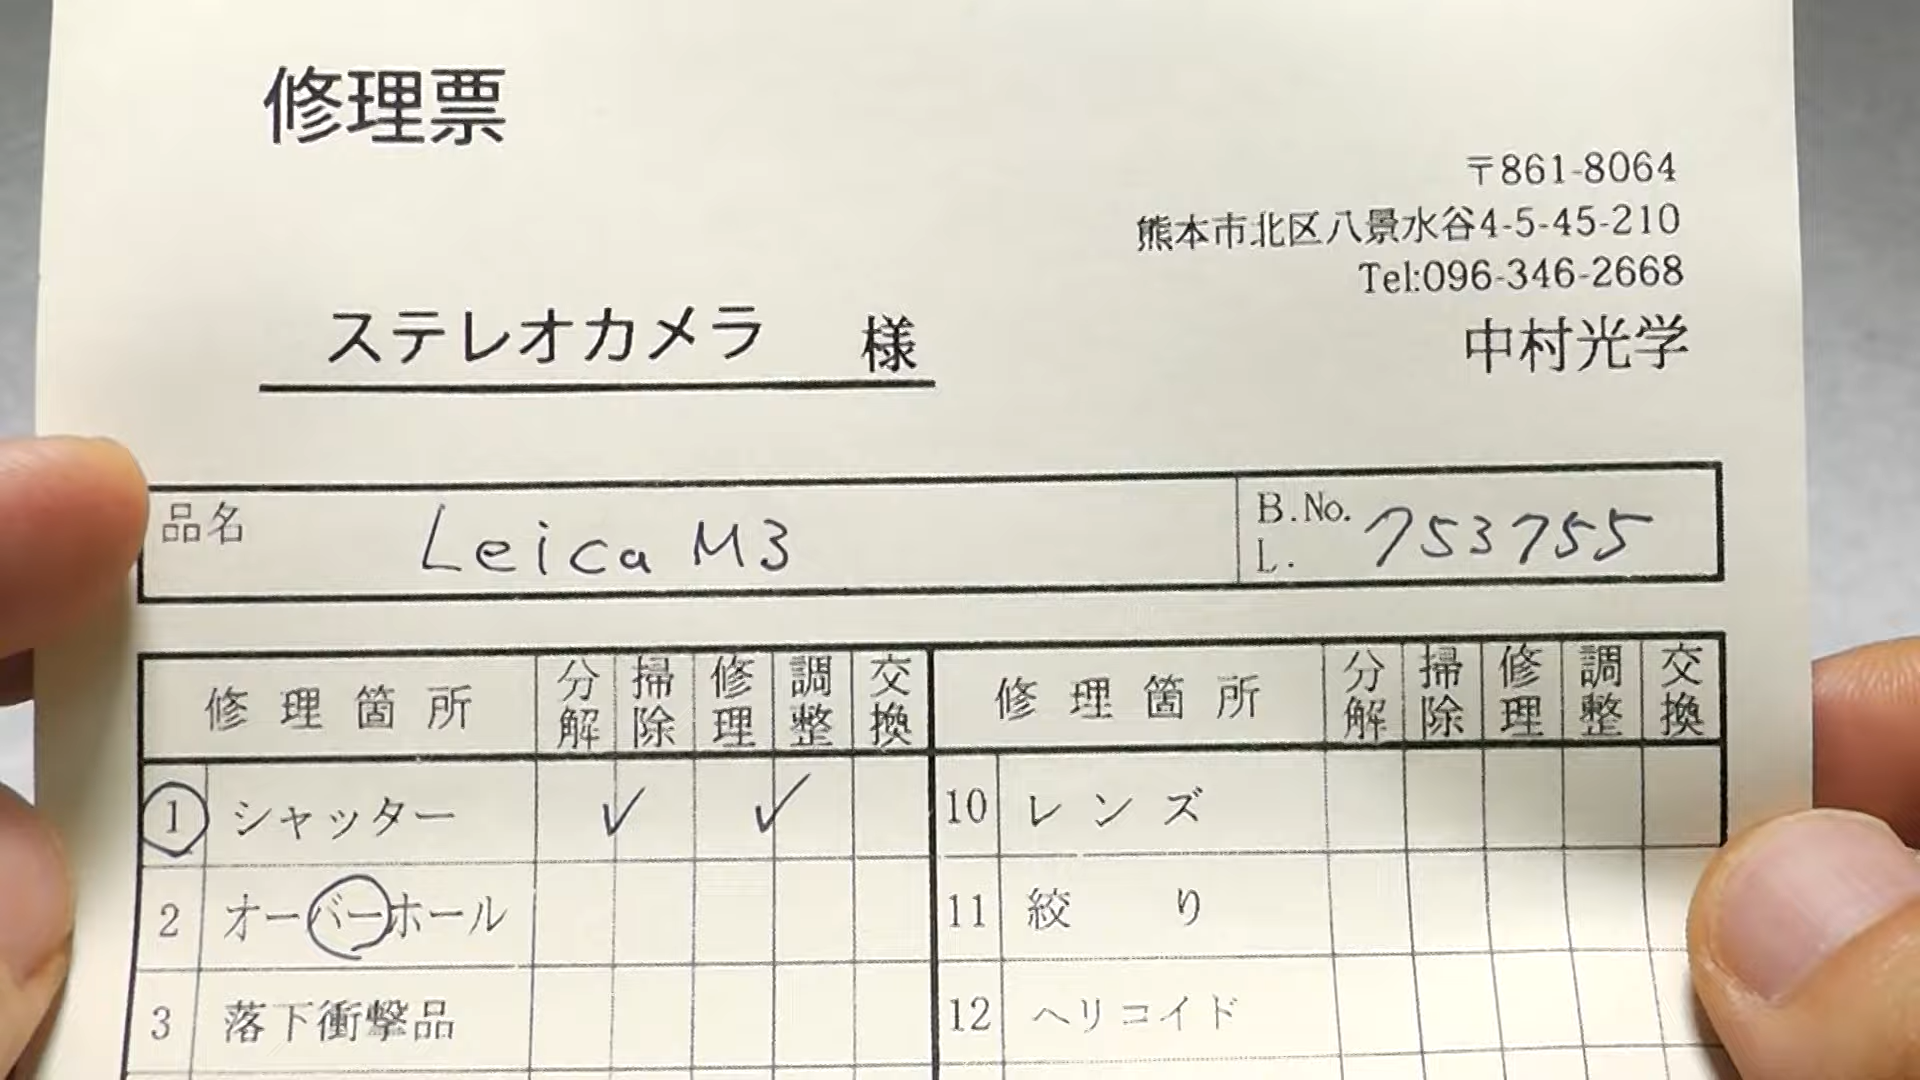 修理票
〒861-8064
熊本市北区八景水谷4-5-45-210
Tel:096-346-2668
中村光学
ステレオカメラ 様
品名 Leica M3 B.No. 753755
L.
修理箇所 分解 掃除 修理 調整 交換 修理箇所 分解 掃除 修理 調整 交換
1 シャッター ✓ ✓ 10 レンズ
2 オーバーホール 11 絞り
3 落下衝撃品 12 ヘリコイド